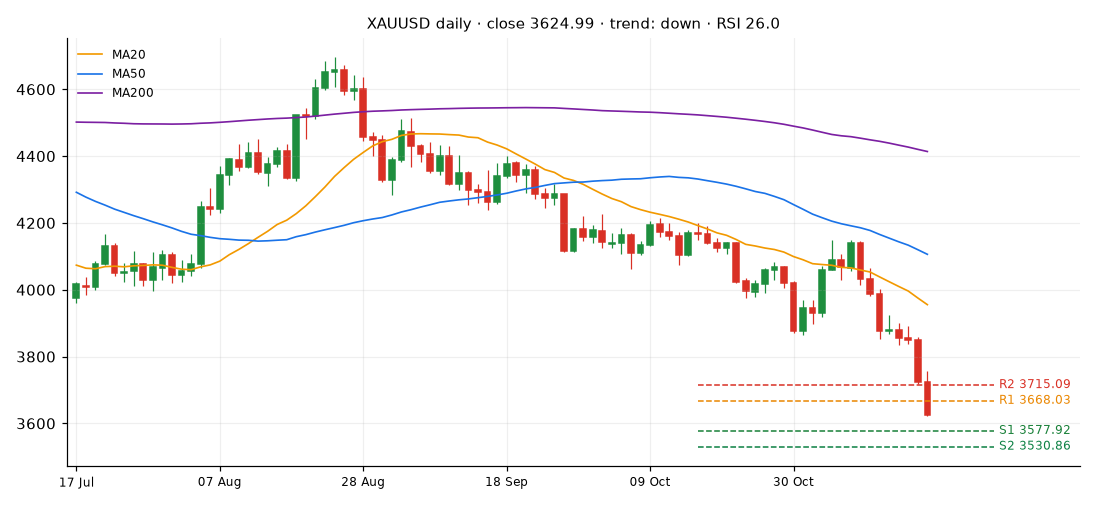 XAUUSD daily · close 3624.99 · trend: down · RSI 26.0
MA20
MA50
MA200
4600
4400
4200
4000
3800
3600
R2 3715.09
R1 3668.03
S1 3577.92
S2 3530.86
17 Jul
07 Aug
28 Aug
18 Sep
09 Oct
30 Oct